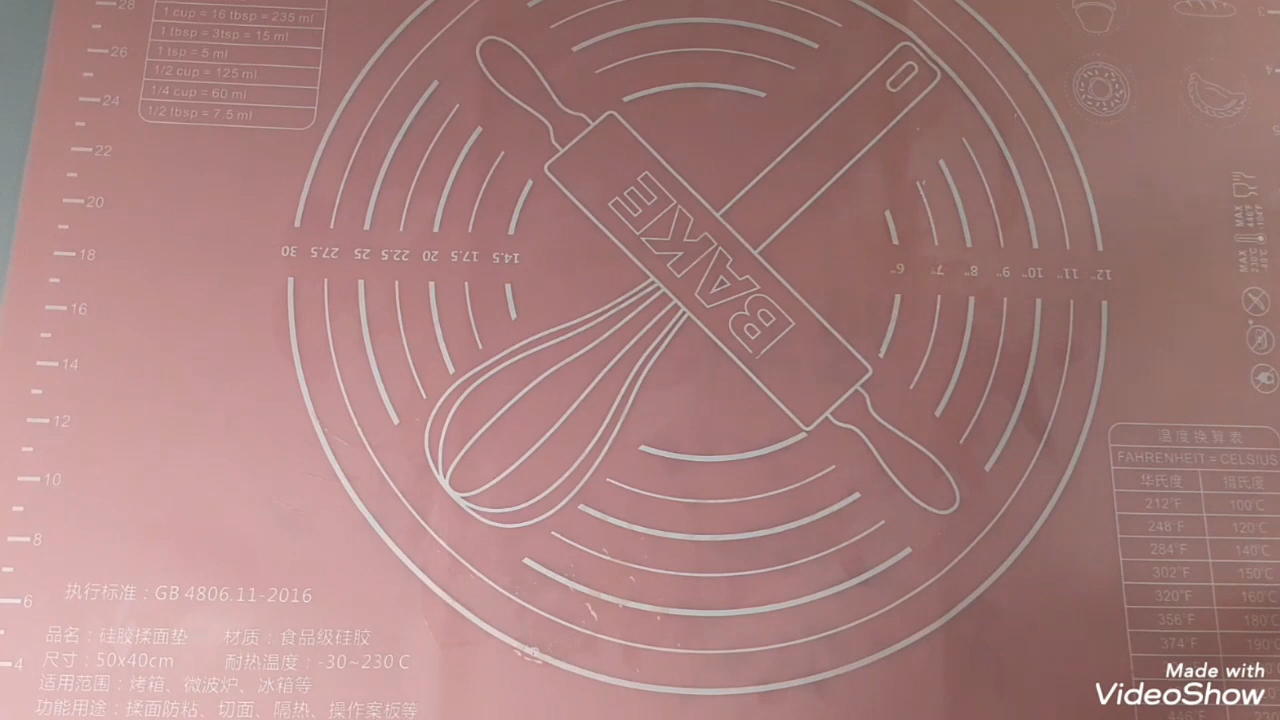 28
26
24
22
20
18
16
14
12
10
8
6
4
1 cup = 16 tbsp = 235 ml
1 tbsp = 3tsp = 15 ml
1 tsp = 5 ml
1/2 cup = 125 ml
1/4 cup = 60 ml
1/2 tbsp = 7.5 ml
30 27.5 25 22.5 20 17.5 14.5
6" 7" 8" 9" 10" 11" 12"
BAKE
MAX 446°F
MAX 230°C
温度换算表
FAHRENHEIT = CELSIUS
华氏度 摄氏度
212°F 100°C
248°F 120°C
284°F 140°C
302°F 150°C
320°F 160°C
356°F 180°C
374°F 190°C
执行标准：GB 4806.11-2016
品名：硅胶揉面垫 材质：食品级硅胶
尺寸：50x40cm 耐热温度：-30~230 C
适用范围：烤箱、微波炉、冰箱等
功能用途：揉面防粘、切面、隔热、操作案板等
Made with
VideoShow